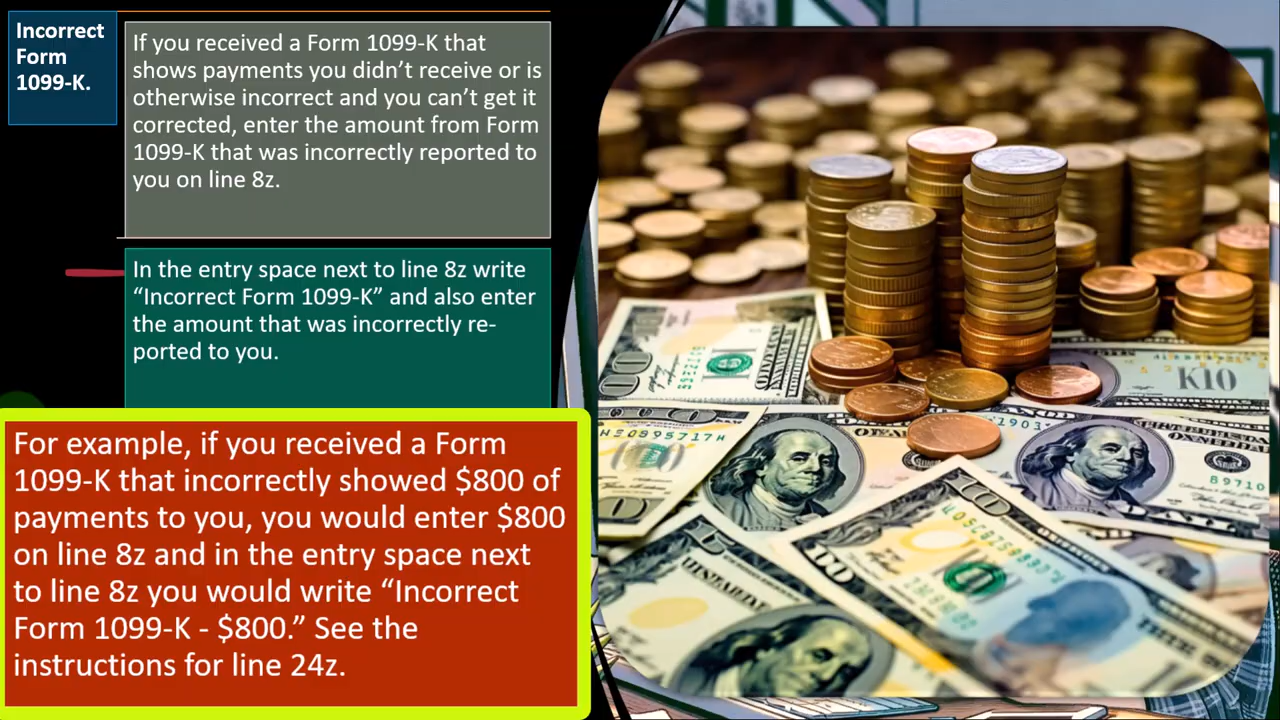 Incorrect
Form
1099-K.
If you received a Form 1099-K that
shows payments you didn’t receive or is
otherwise incorrect and you can’t get it
corrected, enter the amount from Form
1099-K that was incorrectly reported to
you on line 8z.
In the entry space next to line 8z write
“Incorrect Form 1099-K” and also enter
the amount that was incorrectly re-
ported to you.
For example, if you received a Form
1099-K that incorrectly showed $800 of
payments to you, you would enter $800
on line 8z and in the entry space next
to line 8z you would write “Incorrect
Form 1099-K - $800.” See the
instructions for line 24z.
K10